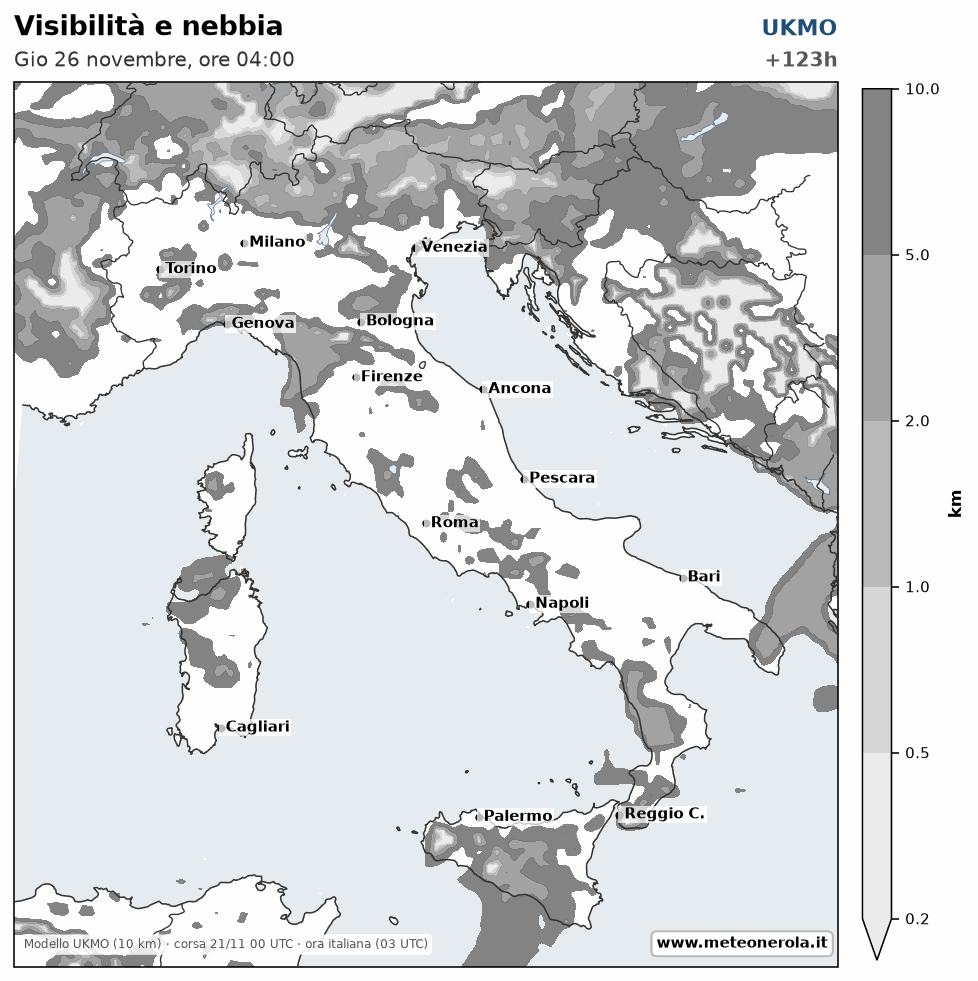 Visibilità e nebbia
UKMO
Gio 26 novembre, ore 04:00
+123h
10.0
5.0
2.0
1.0
0.5
0.2
km
Milano
Venezia
Torino
Genova
Bologna
Firenze
Ancona
Pescara
Roma
Bari
Napoli
Cagliari
Palermo
Reggio C.
Modello UKMO (10 km) · corsa 21/11 00 UTC · ora italiana (03 UTC)
www.meteonerola.it